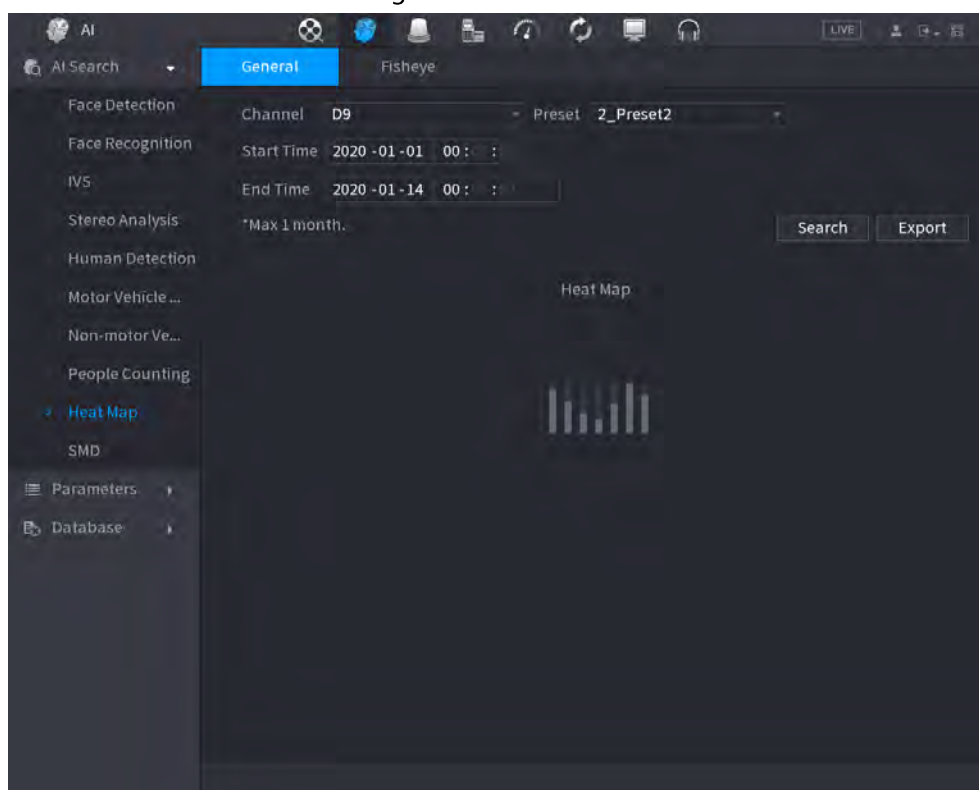 AI
LIVE
AI Search
General
Fisheye
Face Detection
Face Recognition
IVS
Stereo Analysis
Human Detection
Motor Vehicle ...
Non-motor Ve...
People Counting
Heat Map
SMD
Parameters
Database
Channel D9 Preset 2_Preset2
Start Time 2020 -01 -01 00 : :
End Time 2020 -01 -14 00 : :
*Max 1 month.
Search Export
Heat Map